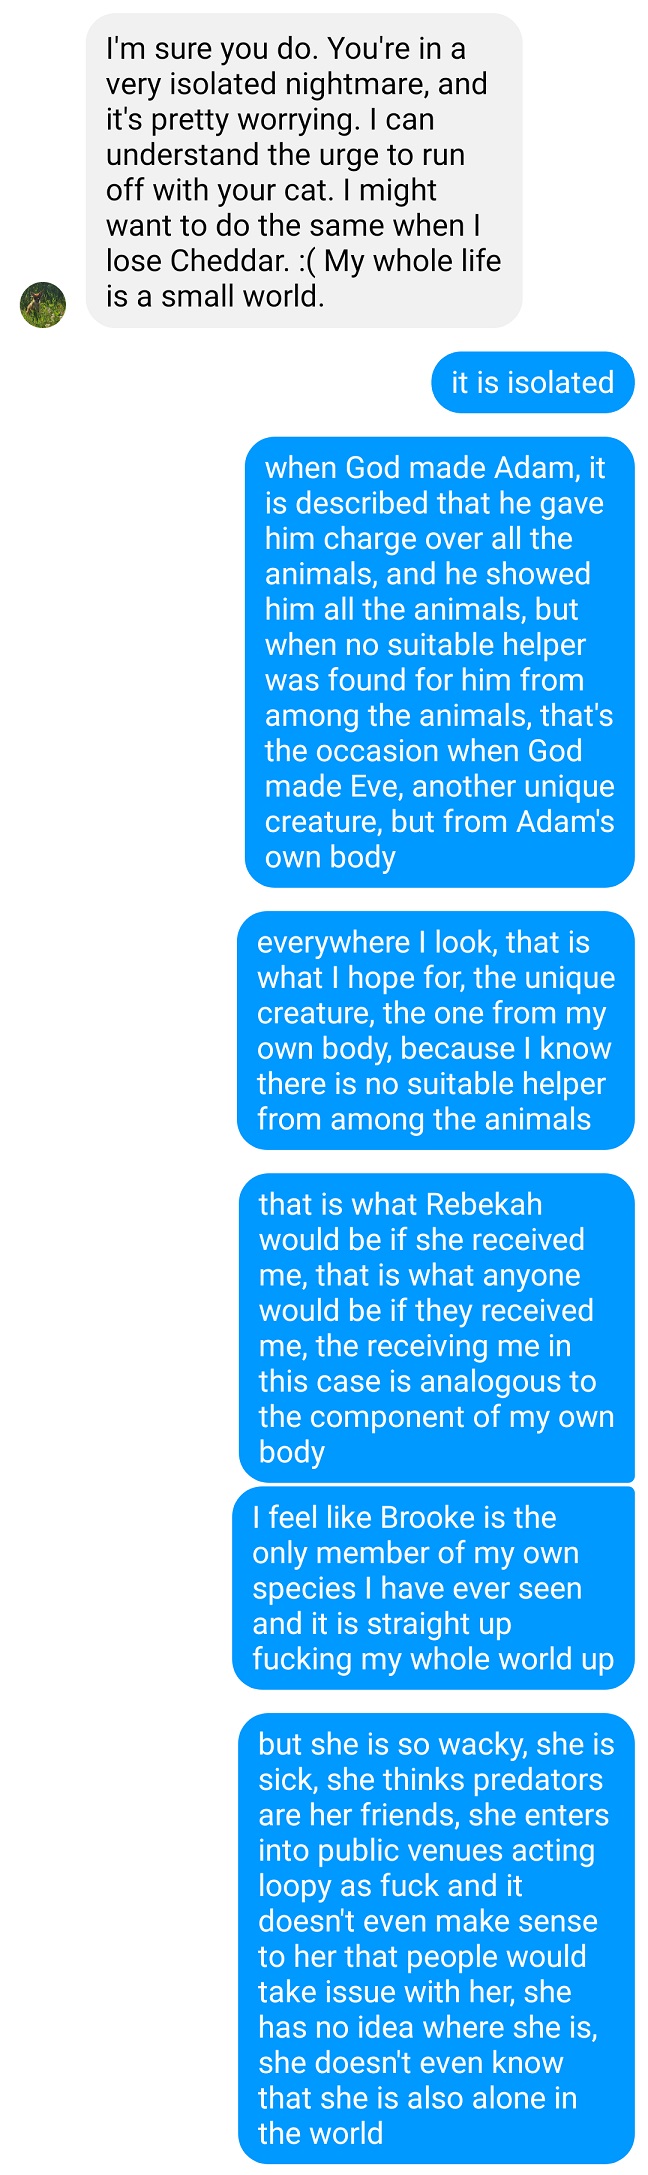 I'm sure you do. You're in a
very isolated nightmare, and
it's pretty worrying. I can
understand the urge to run
off with your cat. I might
want to do the same when I
lose Cheddar. :( My whole life
is a small world.
it is isolated
when God made Adam, it
is described that he gave
him charge over all the
animals, and he showed
him all the animals, but
when no suitable helper
was found for him from
among the animals, that's
the occasion when God
made Eve, another unique
creature, but from Adam's
own body
everywhere I look, that is
what I hope for, the unique
creature, the one from my
own body, because I know
there is no suitable helper
from among the animals
that is what Rebekah
would be if she received
me, that is what anyone
would be if they received
me, the receiving me in
this case is analogous to
the component of my own
body
I feel like Brooke is the
only member of my own
species I have ever seen
and it is straight up
fucking my whole world up
but she is so wacky, she is
sick, she thinks predators
are her friends, she enters
into public venues acting
loopy as fuck and it
doesn't even make sense
to her that people would
take issue with her, she
has no idea where she is,
she doesn't even know
that she is also alone in
the world